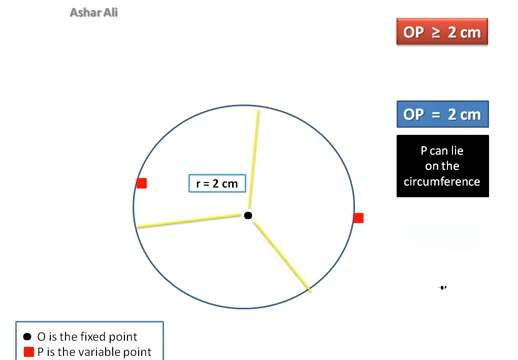 Ashar Ali
OP ≥ 2 cm
OP = 2 cm
P can lie
on the
circumference
r = 2 cm
O is the fixed point
P is the variable point